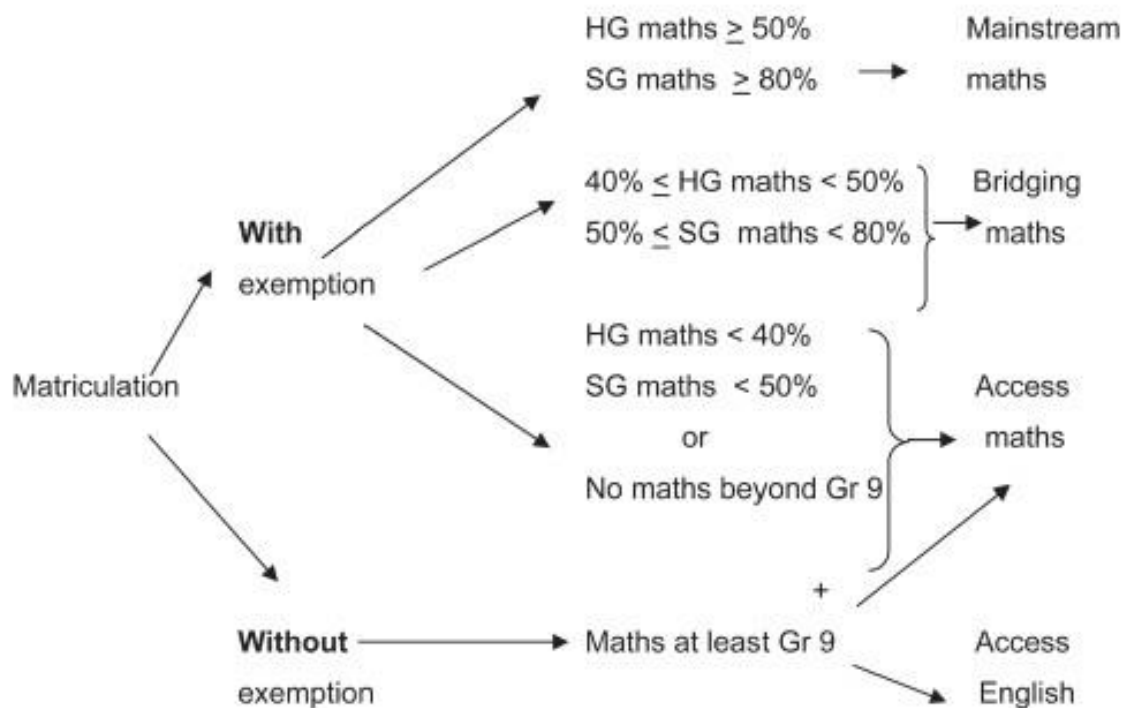 HG maths ≥ 50%
Mainstream
SG maths ≥ 80%
maths
40% ≤ HG maths < 50%
Bridging
With
50% ≤ SG maths < 80%
maths
exemption
HG maths < 40%
Matriculation
SG maths < 50%
Access
or
maths
No maths beyond Gr 9
+
Without
Maths at least Gr 9
Access
exemption
English